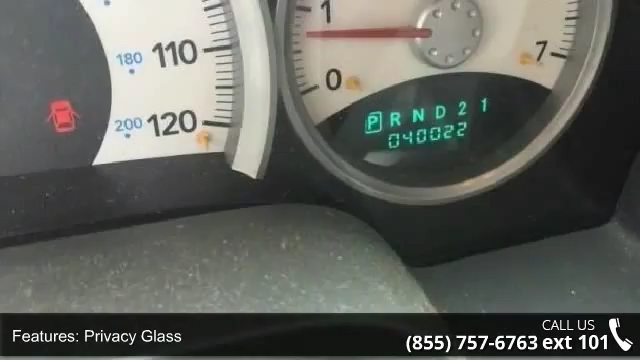 1
110
180
0
7
120
200
P R N D 2 1
040022
CALL US
Features: Privacy Glass
(855) 757-6763 ext 101